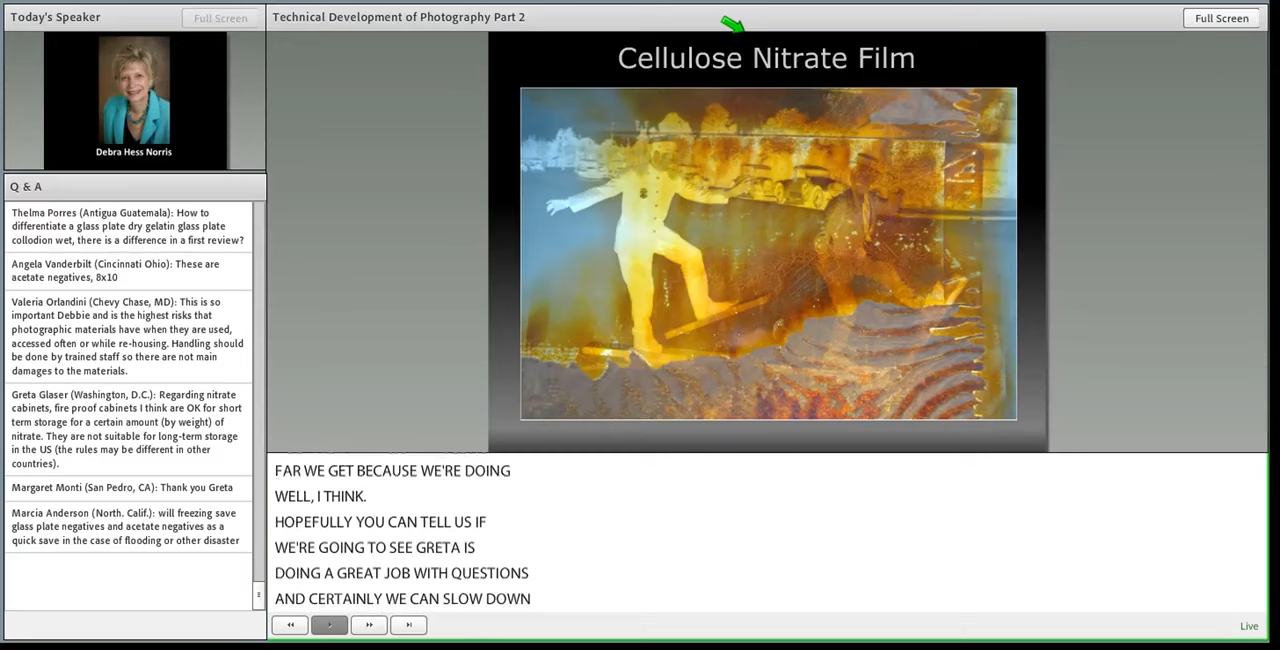 Today's Speaker
Full Screen
Debra Hess Norris
Q & A
Thelma Porres (Antigua Guatemala): How to
differentiate a glass plate dry gelatin glass plate
collodion wet, there is a difference in a first review?
Angela Vanderbilt (Cincinnati Ohio): These are
acetate negatives, 8x10
Valeria Orlandini (Chevy Chase, MD): This is so
important Debbie and is the highest risks that
photographic materials have when they are used,
accessed often or while re-housing. Handling should
be done by trained staff so there are not main
damages to the materials.
Greta Glaser (Washington, D.C.): Regarding nitrate
cabinets, fire proof cabinets I think are OK for short
term storage for a certain amount (by weight) of
nitrate. They are not suitable for long-term storage
in the US (the rules may be different in other
countries).
Margaret Monti (San Pedro, CA): Thank you Greta
Marcia Anderson (North. Calif.): will freezing save
glass plate negatives and acetate negatives as a
quick save in the case of flooding or other disaster
Technical Development of Photography Part 2
Full Screen
Cellulose Nitrate Film
FAR WE GET BECAUSE WE'RE DOING
WELL, I THINK.
HOPEFULLY YOU CAN TELL US IF
WE'RE GOING TO SEE GRETA IS
DOING A GREAT JOB WITH QUESTIONS
AND CERTAINLY WE CAN SLOW DOWN
Live